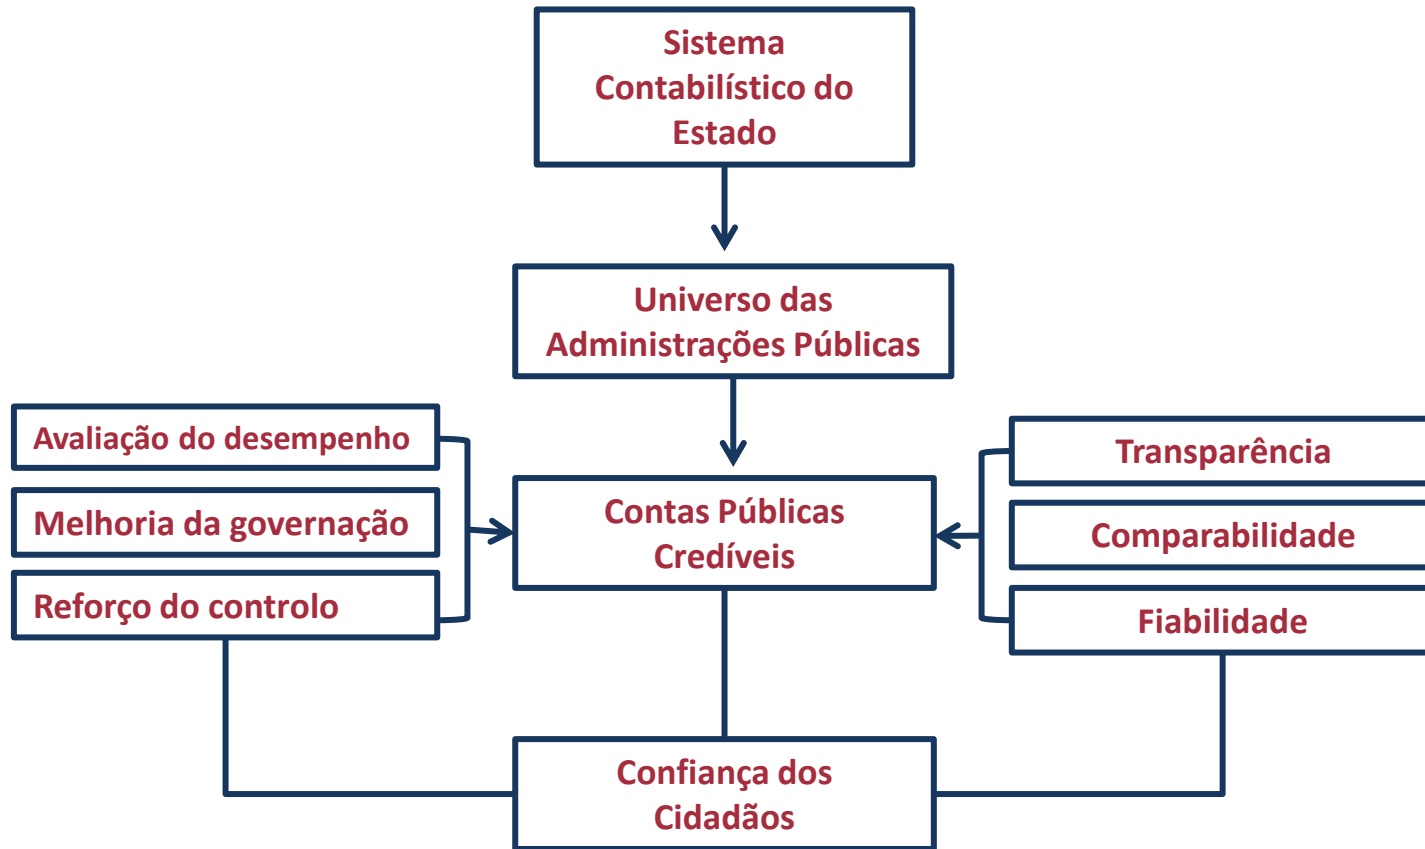 Sistema
Contabilístico do
Estado
Universo das
Administrações Públicas
Avaliação do desempenho
Melhoria da governação
Reforço do controlo
Contas Públicas
Credíveis
Transparência
Comparabilidade
Fiabilidade
Confiança dos
Cidadãos